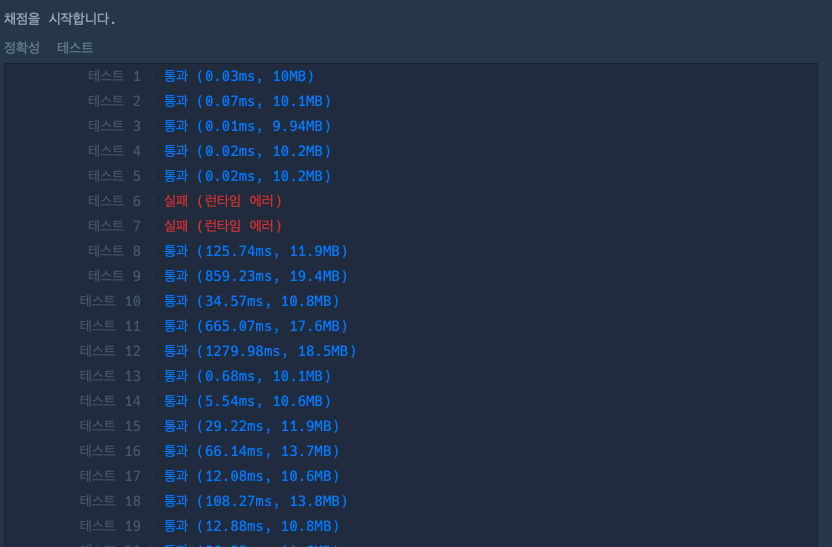 채점을 시작합니다.
정확성 테스트
테스트 1 〉 통과 (0.03ms, 10MB)
테스트 2 〉 통과 (0.07ms, 10.1MB)
테스트 3 〉 통과 (0.01ms, 9.94MB)
테스트 4 〉 통과 (0.02ms, 10.2MB)
테스트 5 〉 통과 (0.02ms, 10.2MB)
테스트 6 〉 실패 (런타임 에러)
테스트 7 〉 실패 (런타임 에러)
테스트 8 〉 통과 (125.74ms, 11.9MB)
테스트 9 〉 통과 (859.23ms, 19.4MB)
테스트 10 〉 통과 (34.57ms, 10.8MB)
테스트 11 〉 통과 (665.07ms, 17.6MB)
테스트 12 〉 통과 (1279.98ms, 18.5MB)
테스트 13 〉 통과 (0.68ms, 10.1MB)
테스트 14 〉 통과 (5.54ms, 10.6MB)
테스트 15 〉 통과 (29.22ms, 11.9MB)
테스트 16 〉 통과 (66.14ms, 13.7MB)
테스트 17 〉 통과 (12.08ms, 10.6MB)
테스트 18 〉 통과 (108.27ms, 13.8MB)
테스트 19 〉 통과 (12.88ms, 10.8MB)